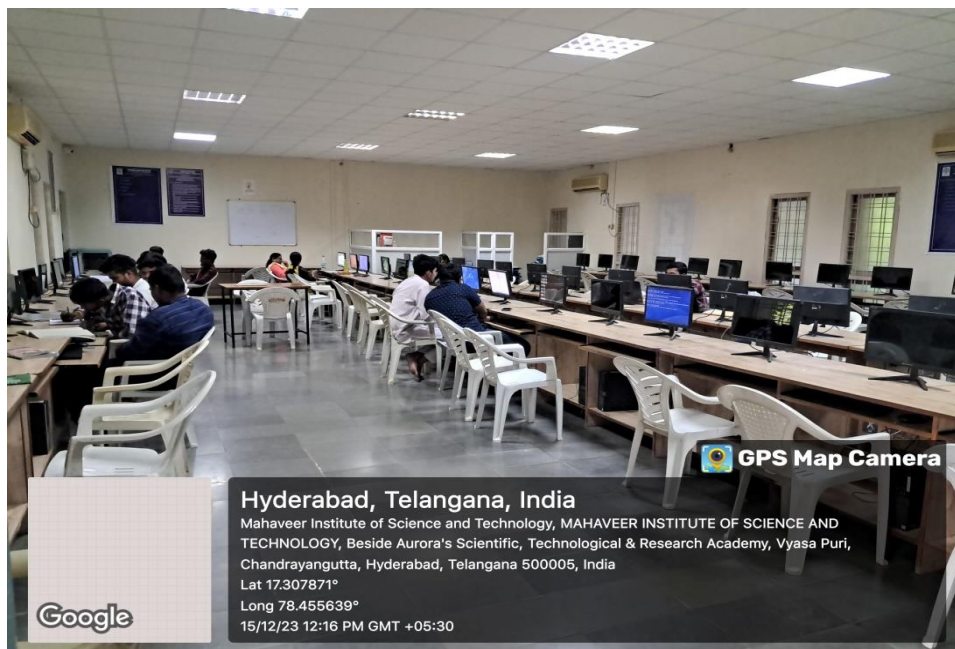 GPS Map Camera
Hyderabad, Telangana, India
Mahaveer Institute of Science and Technology, MAHAVEER INSTITUTE OF SCIENCE AND
TECHNOLOGY, Beside Aurora's Scientific, Technological & Research Academy, Vyasa Puri,
Chandrayangutta, Hyderabad, Telangana 500005, India
Lat 17.307871°
Long 78.455639°
15/12/23 12:16 PM GMT +05:30
Google